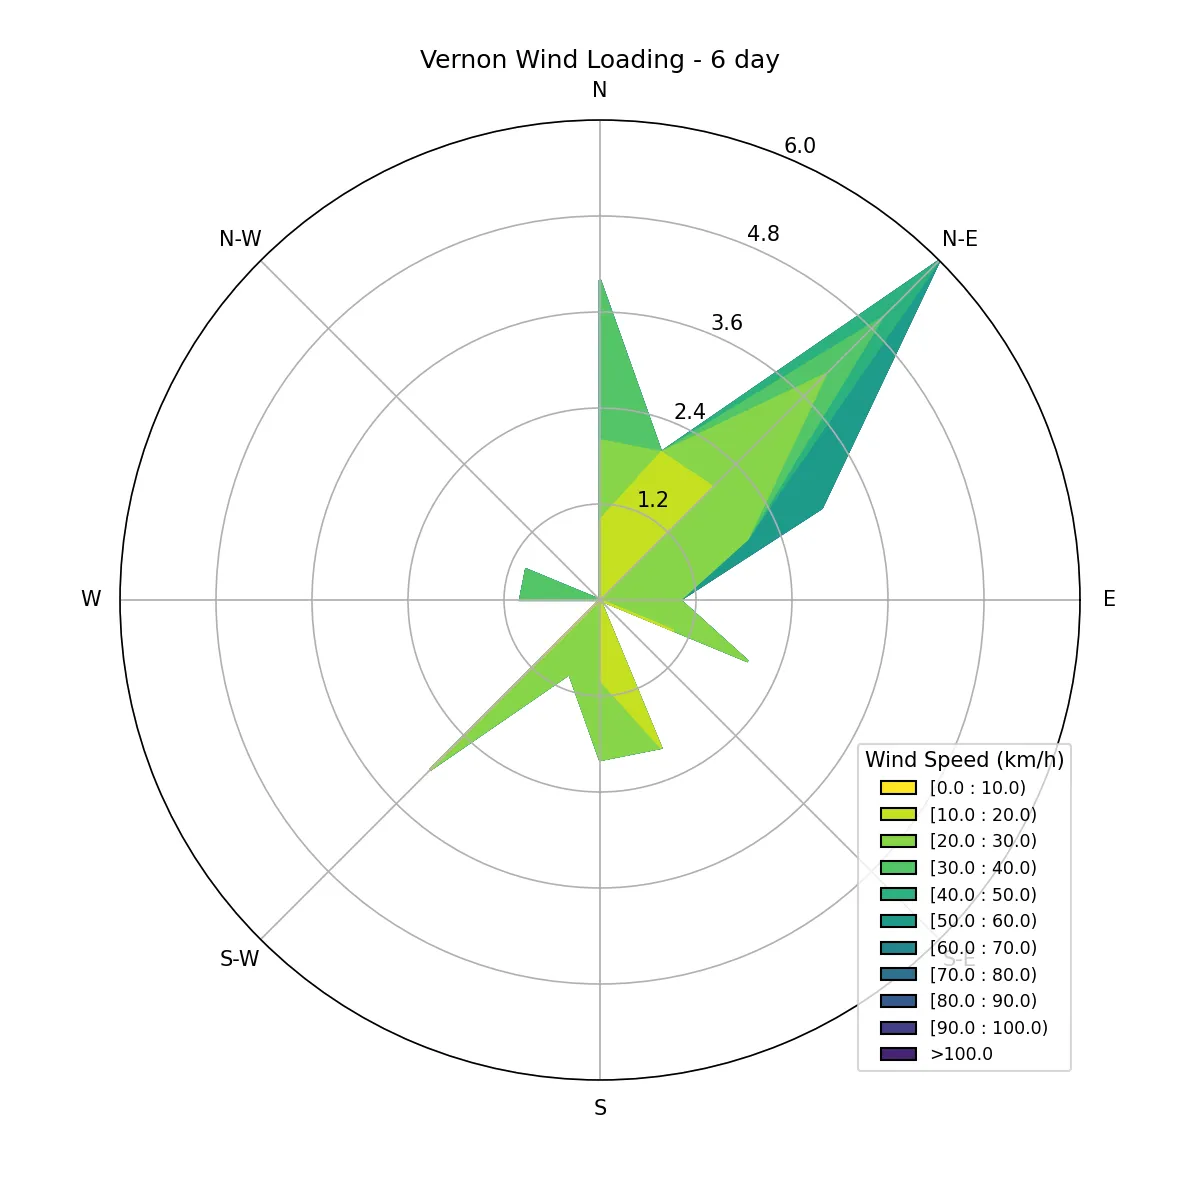 Vernon Wind Loading - 6 day
N
6.0
4.8
N-W
N-E
3.6
2.4
1.2
W
E
Wind Speed (km/h)
[0.0 : 10.0)
[10.0 : 20.0)
[20.0 : 30.0)
[30.0 : 40.0)
[40.0 : 50.0)
[50.0 : 60.0)
[60.0 : 70.0)
[70.0 : 80.0)
[80.0 : 90.0)
[90.0 : 100.0)
>100.0
S-W
S-E
S